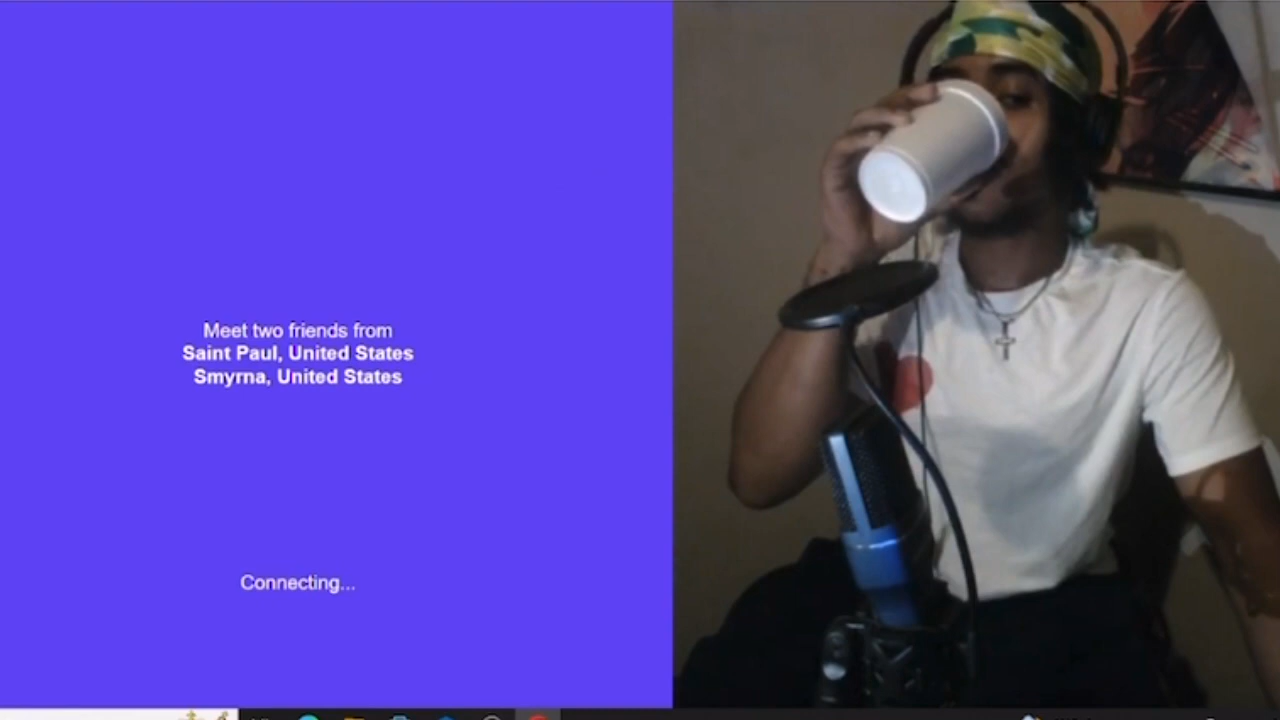 Meet two friends from
Saint Paul, United States
Smyrna, United States
Connecting...